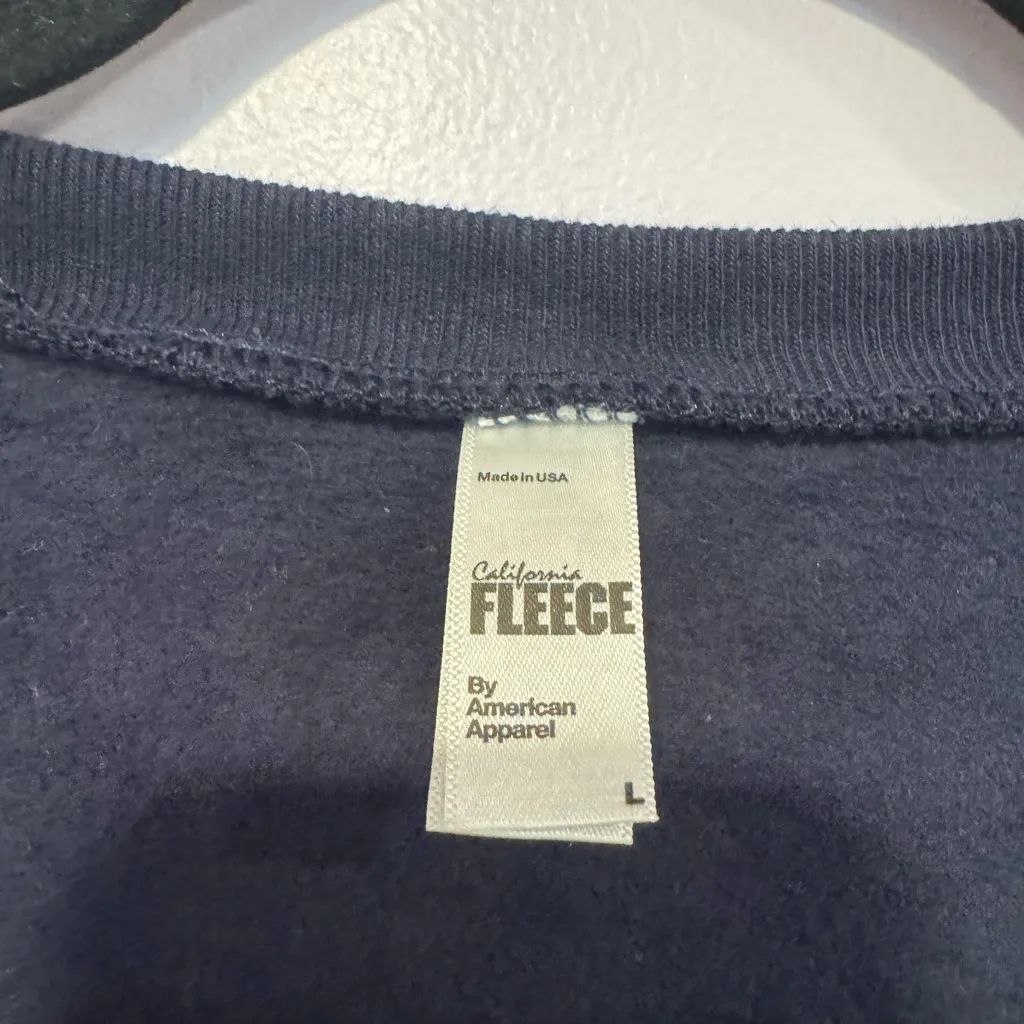 Made in USA
California
FLEECE
By
American
Apparel
L